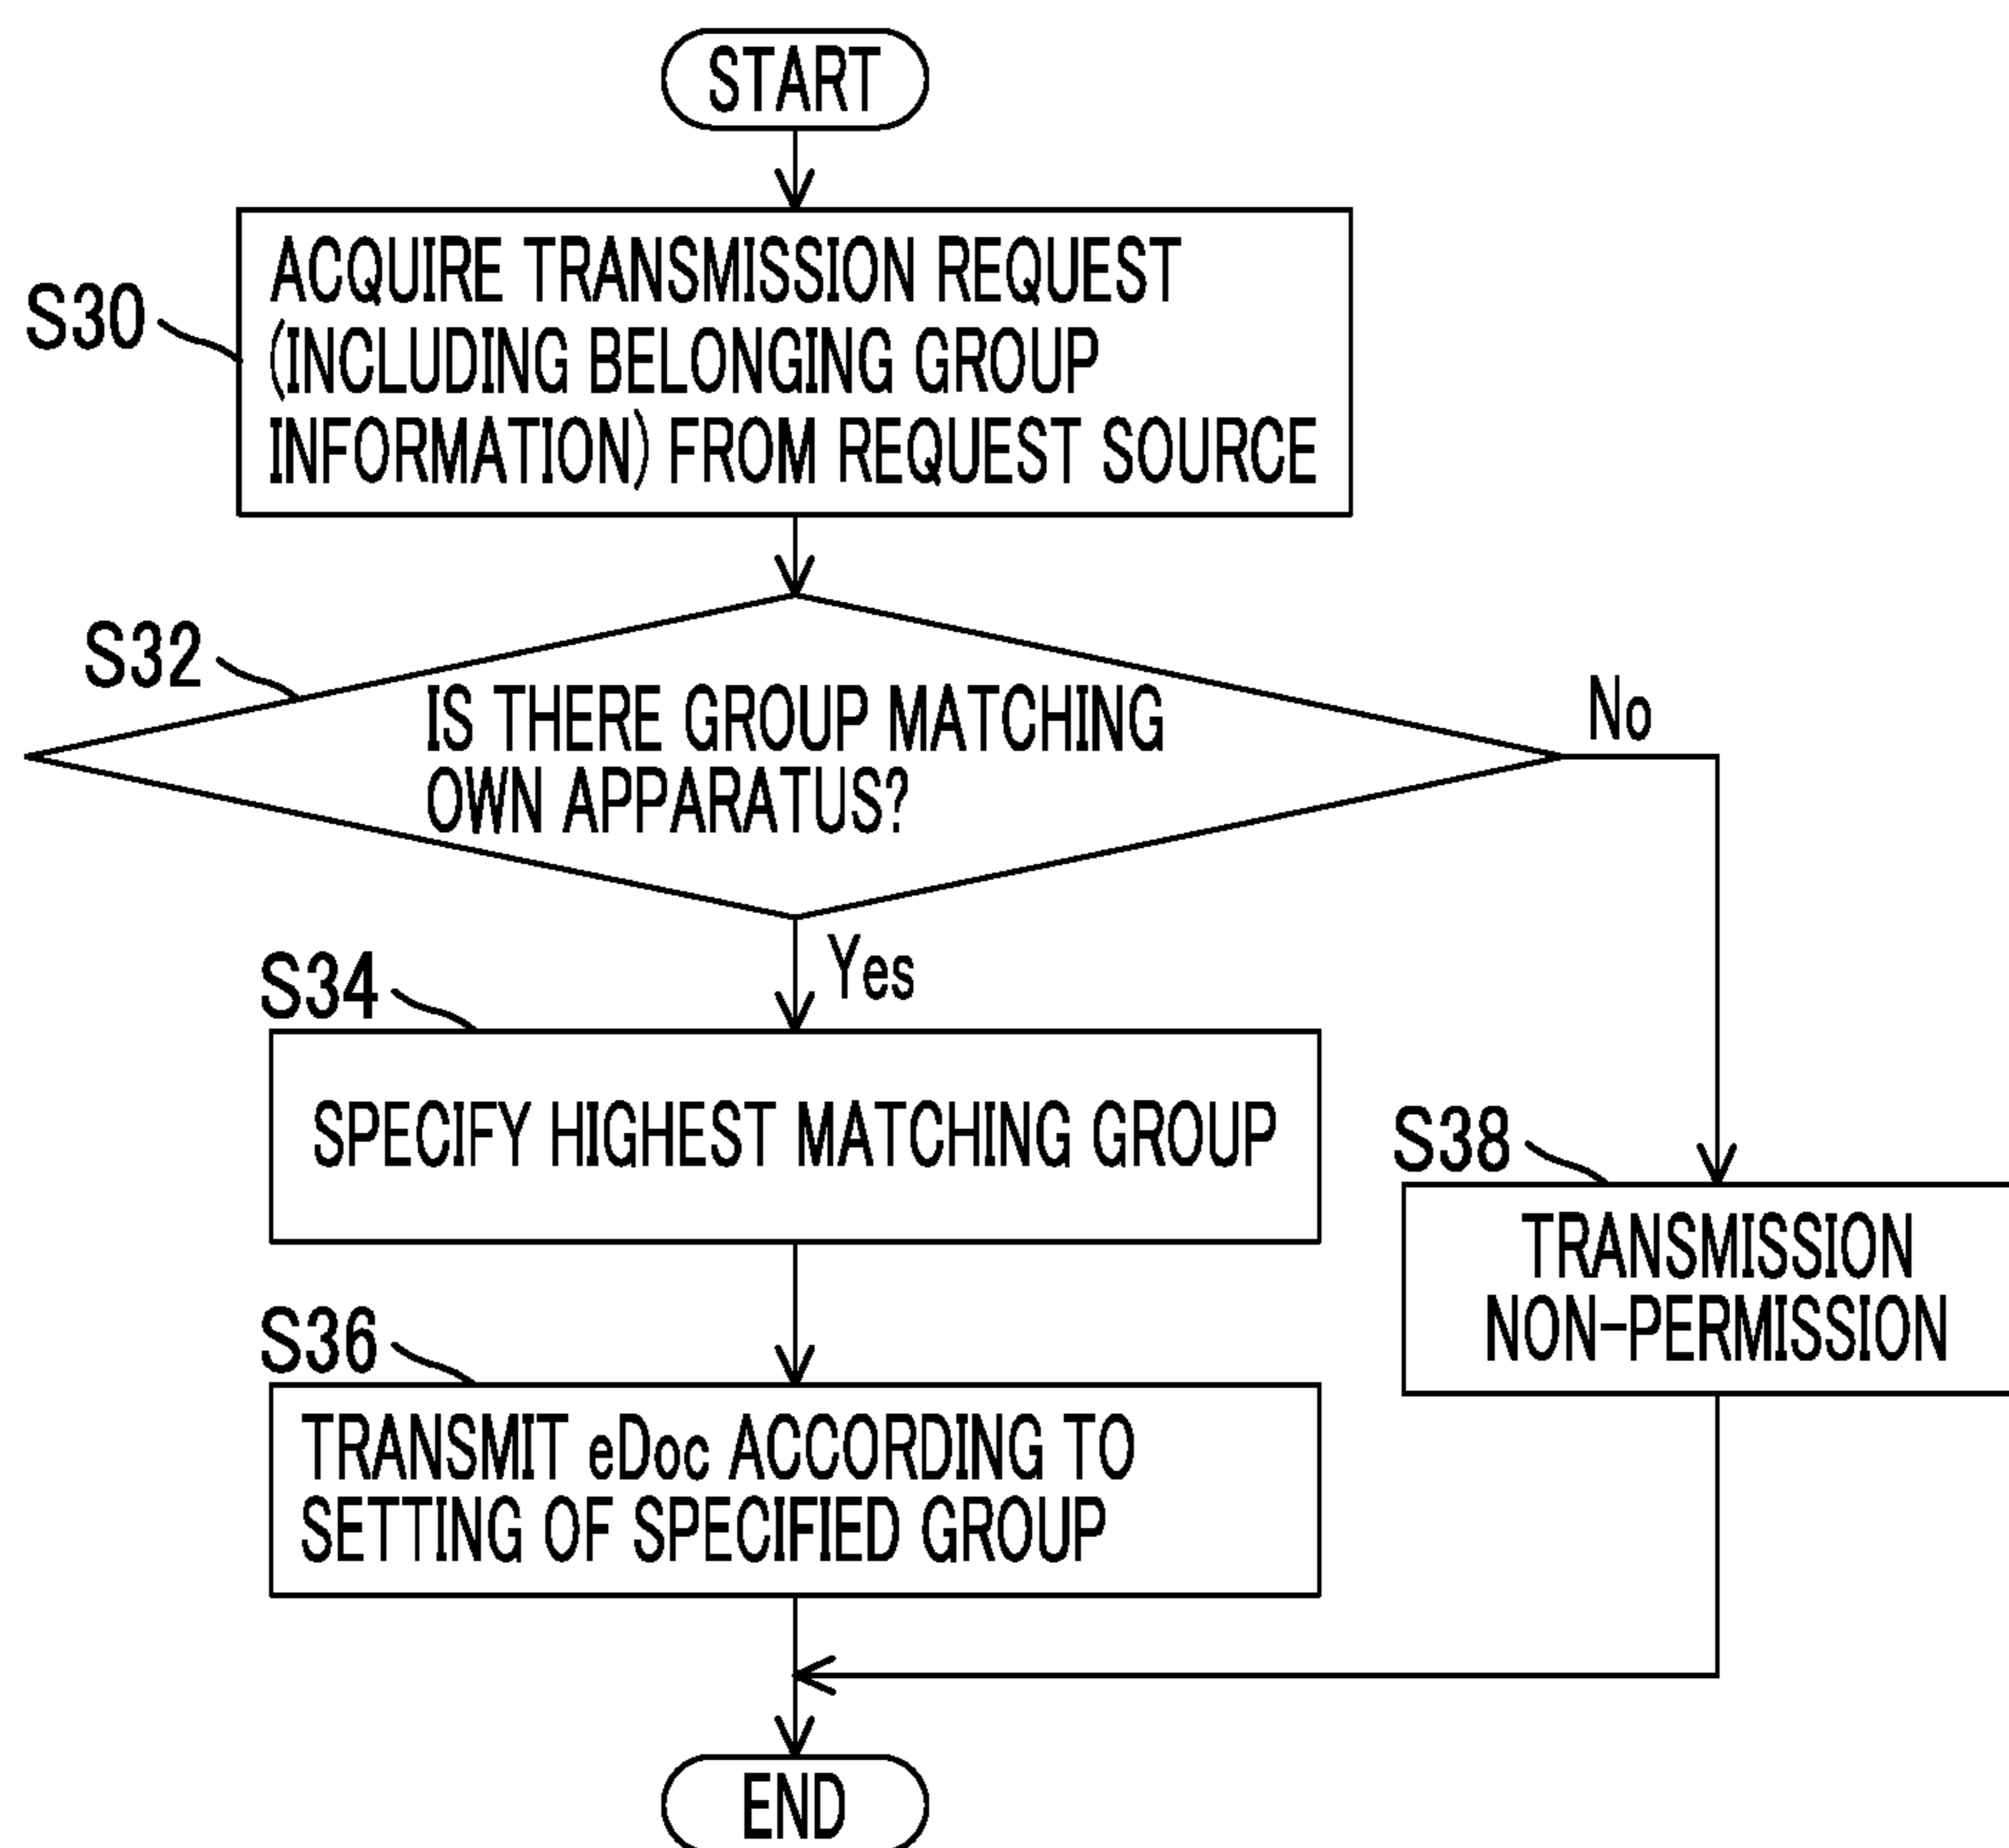 START
S30
ACQUIRE TRANSMISSION REQUEST
(INCLUDING BELONGING GROUP
INFORMATION) FROM REQUEST SOURCE
S32
IS THERE GROUP MATCHING
OWN APPARATUS?
No
Yes
S34
SPECIFY HIGHEST MATCHING GROUP
S38
TRANSMISSION
NON-PERMISSION
S36
TRANSMIT eDoc ACCORDING TO
SETTING OF SPECIFIED GROUP
END